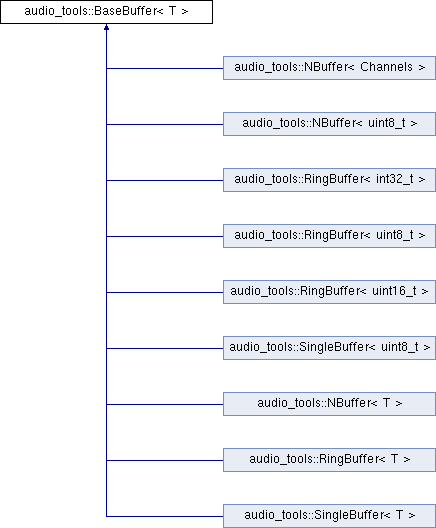 audio_tools::BaseBuffer< T >
audio_tools::NBuffer< Channels >
audio_tools::NBuffer< uint8_t >
audio_tools::RingBuffer< int32_t >
audio_tools::RingBuffer< uint8_t >
audio_tools::RingBuffer< uint16_t >
audio_tools::SingleBuffer< uint8_t >
audio_tools::NBuffer< T >
audio_tools::RingBuffer< T >
audio_tools::SingleBuffer< T >